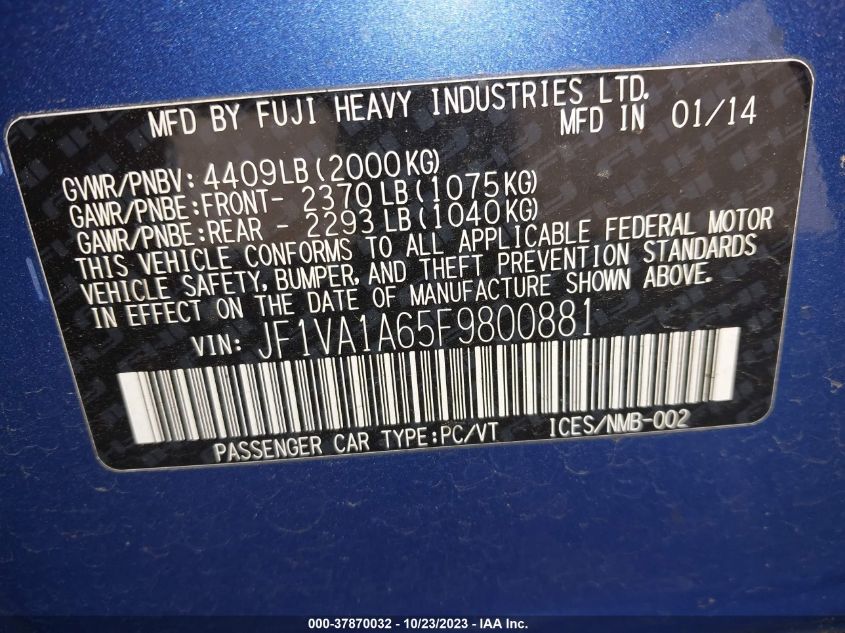 MFD BY FUJI HEAVY INDUSTRIES LTD.
MFD IN 01/14
GVWR/PNBV: 4409LB (2000KG)
GAWR/PNBE:FRONT- 2370LB (1075KG)
GAWR/PNBE:REAR - 2293LB (1040KG)
THIS VEHICLE CONFORMS TO ALL APPLICABLE FEDERAL MOTOR
VEHICLE SAFETY, BUMPER, AND THEFT PREVENTION STANDARDS
IN EFFECT ON THE DATE OF MANUFACTURE SHOWN ABOVE.
VIN: JF1VA1A65F9800881
PASSENGER CAR TYPE:PC/VT ICES/NMB-002
000-37870032 - 10/23/2023 - IAA Inc.